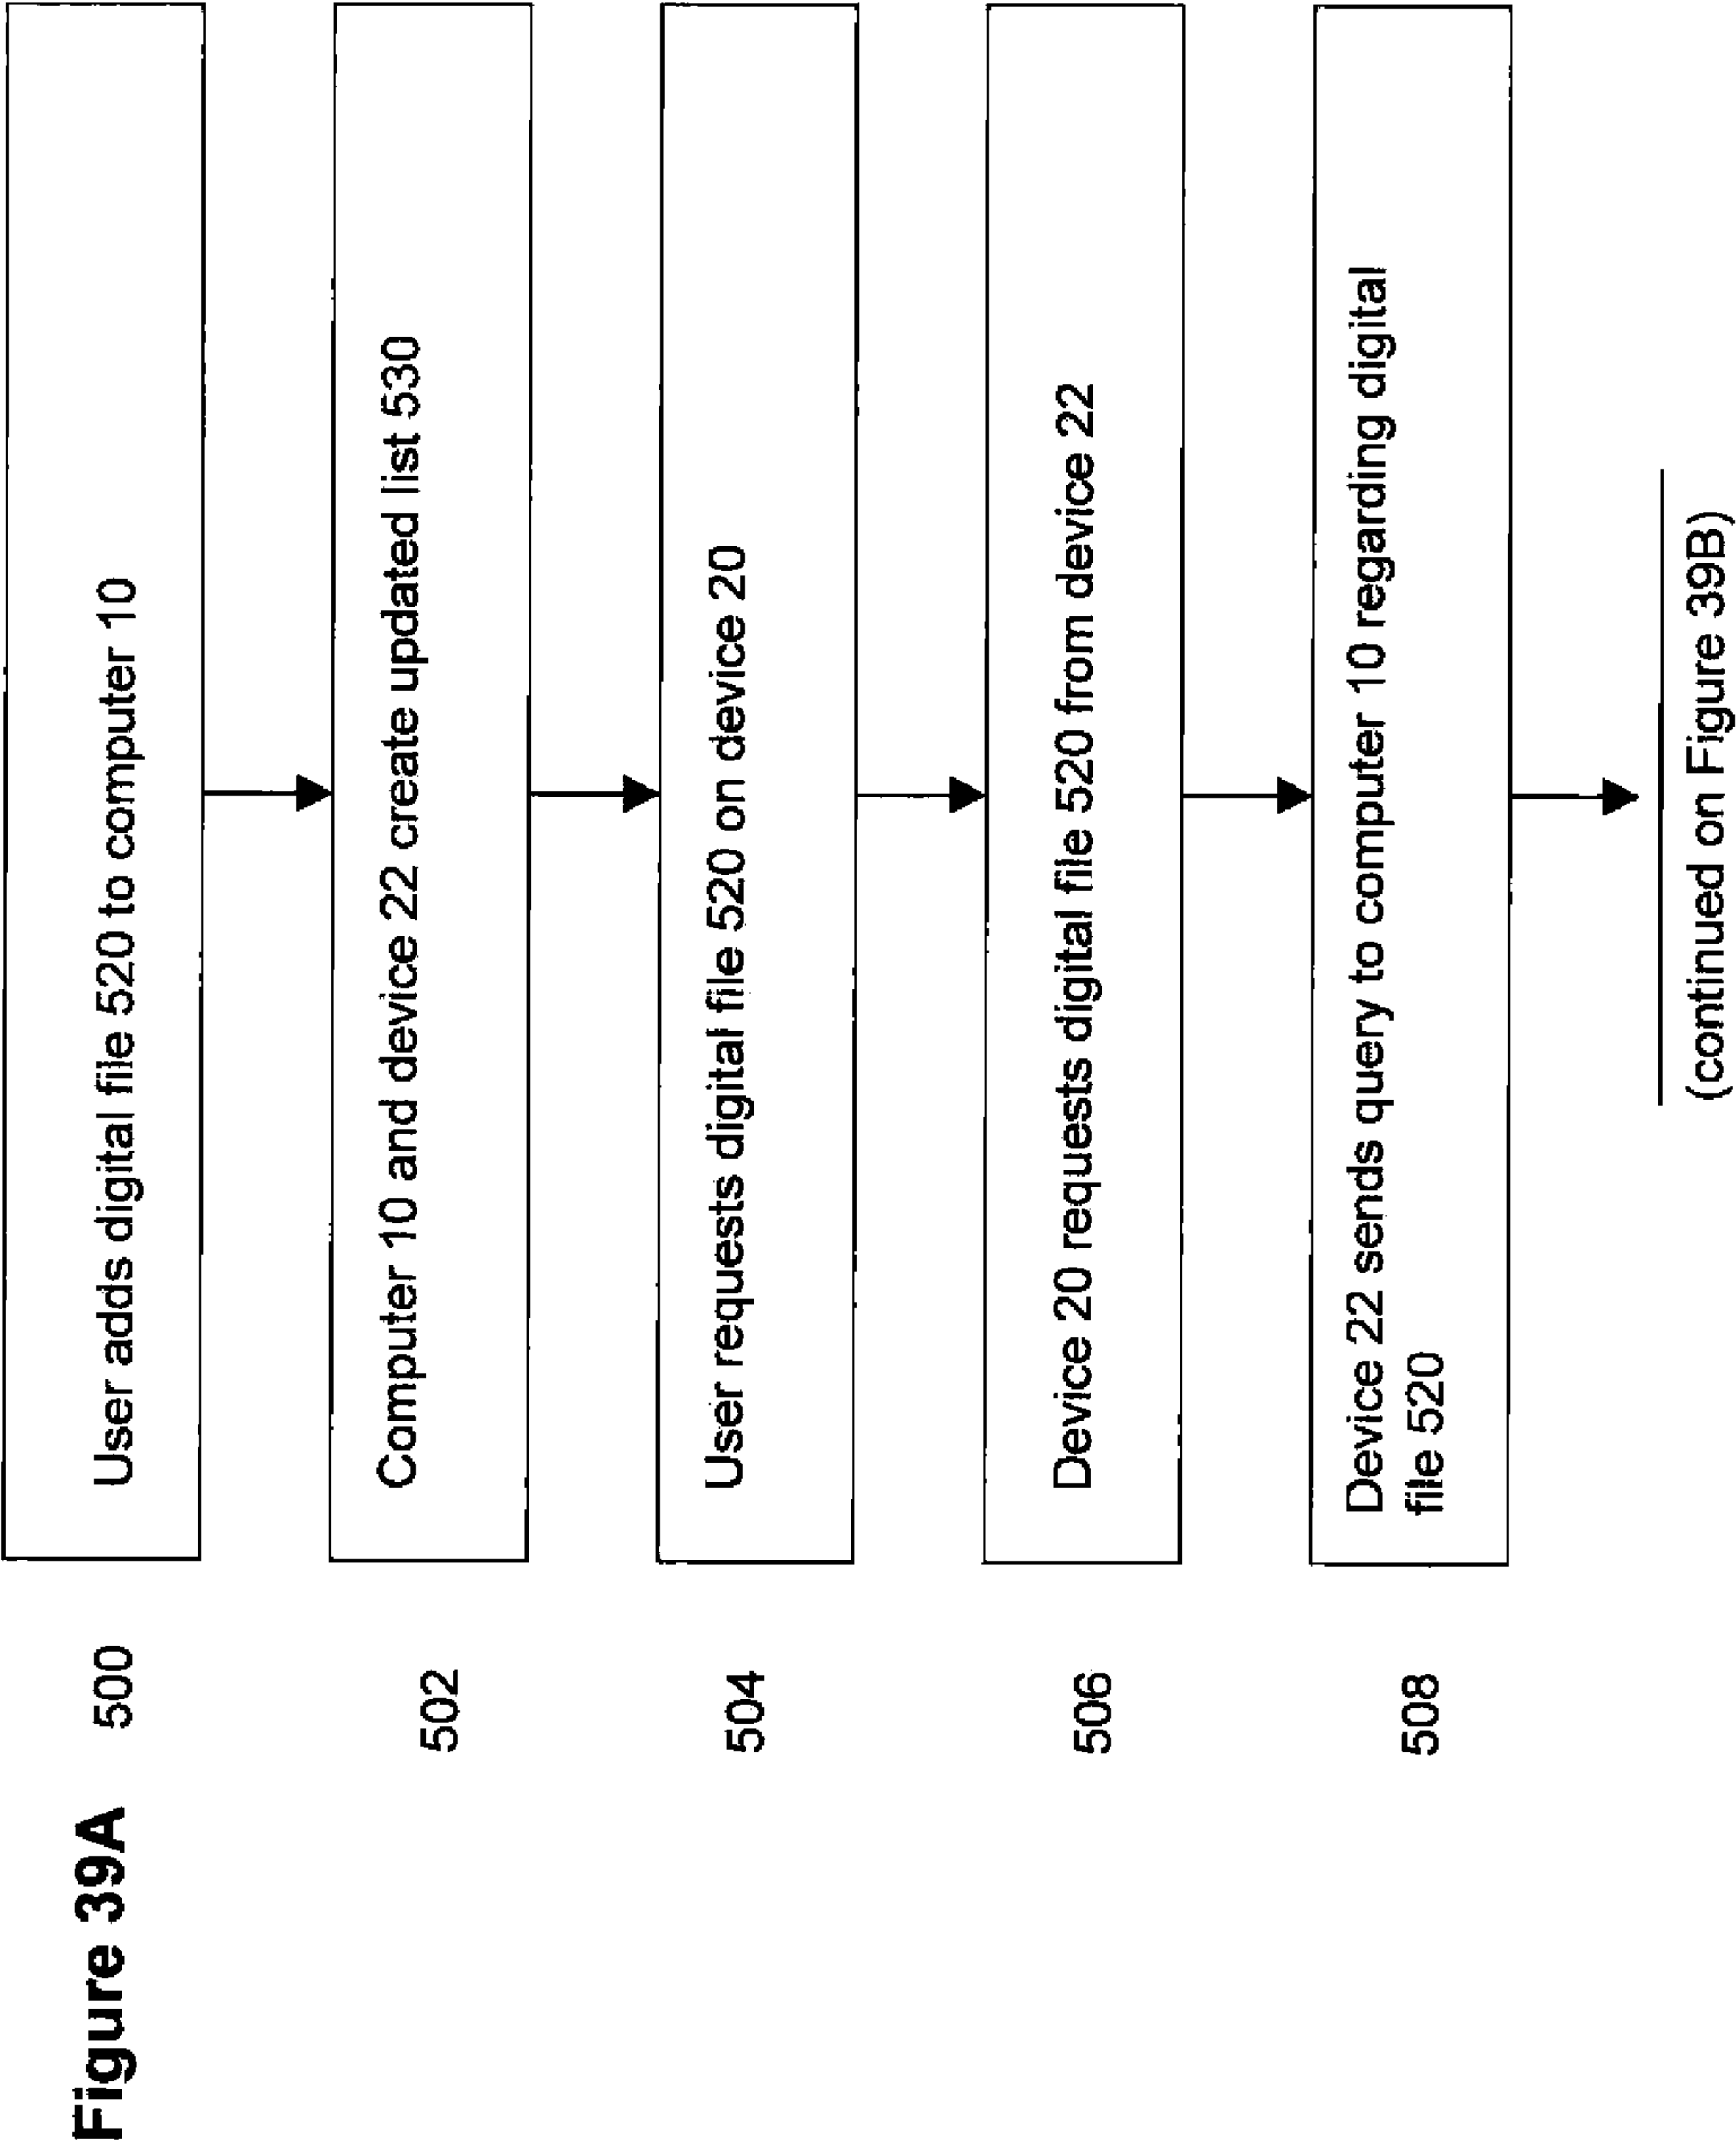 Figure 39A
500
User adds digital file 520 to computer 10
502
Computer 10 and device 22 create updated list 530
504
User requests digital file 520 on device 20
506
Device 20 requests digital file 520 from device 22
508
Device 22 sends query to computer 10 regarding digital
file 520
(continued on Figure 39B)